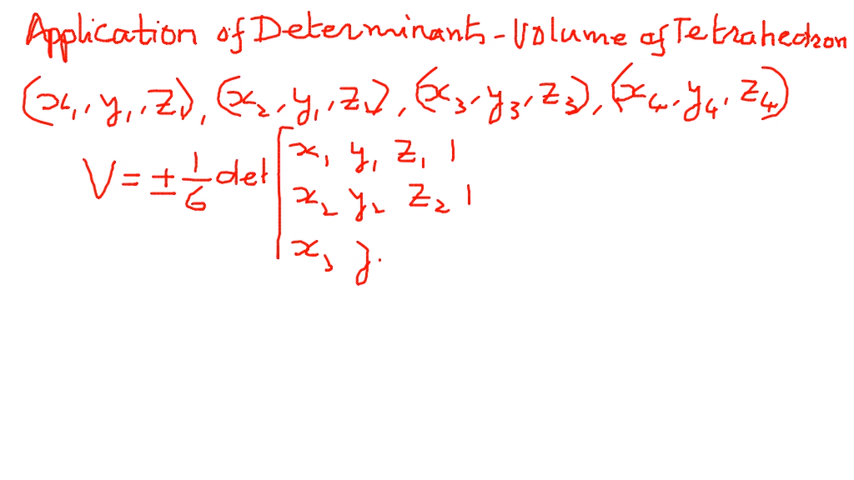 Application of Determinants - Volume of Tetrahedron
(x₁, y₁, z₁), (x₂, y₁, z₁), (x₃, y₃, z₃), (x₄, y₄, z₄)
V = ± 1/6 det [ x₁ y₁ z₁ 1
x₂ y₂ z₂ 1
x₃ y